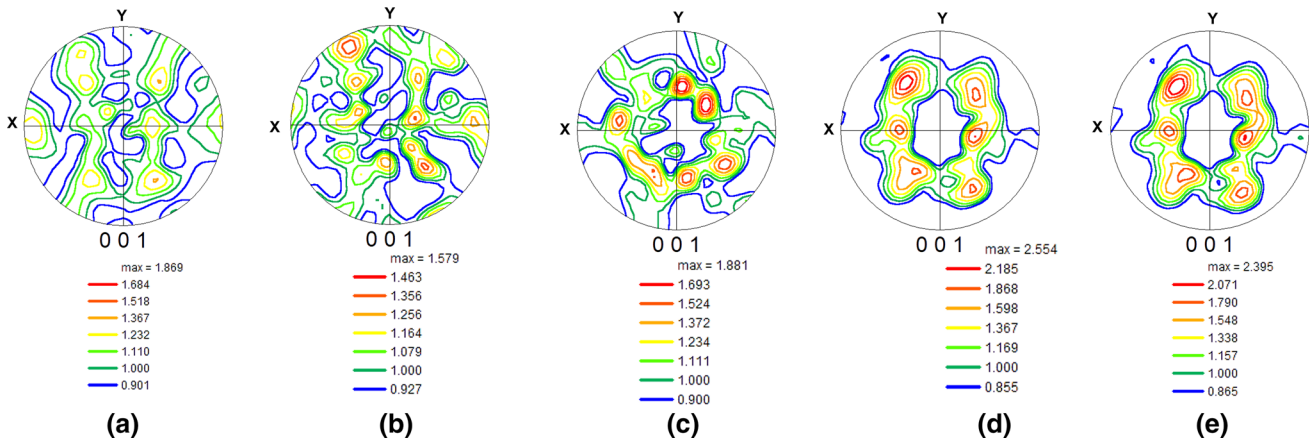 Y
X
0 0 1
max = 1.869
1.684
1.518
1.367
1.232
1.110
1.000
0.901
(a)
Y
X
0 0 1
max = 1.579
1.463
1.356
1.256
1.164
1.079
1.000
0.927
(b)
Y
X
0 0 1
max = 1.881
1.693
1.524
1.372
1.234
1.111
1.000
0.900
(c)
Y
X
0 0 1
max = 2.554
2.185
1.868
1.598
1.367
1.169
1.000
0.855
(d)
Y
X
0 0 1
max = 2.395
2.071
1.790
1.548
1.338
1.157
1.000
0.865
(e)